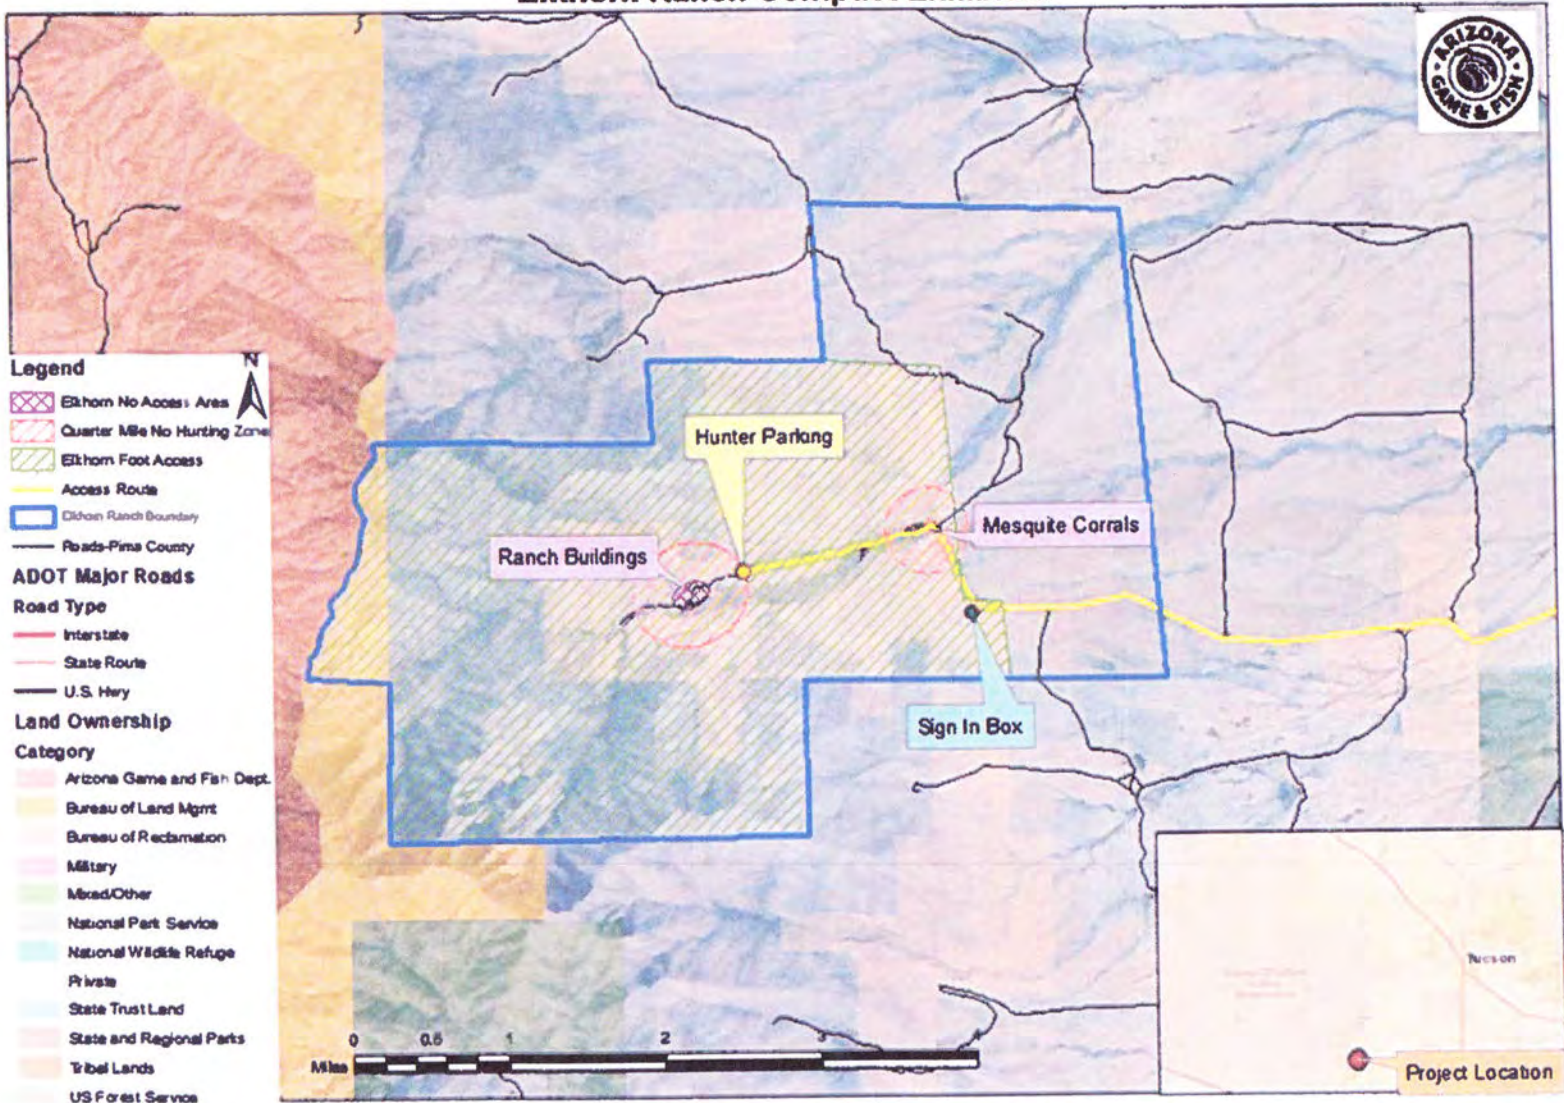 ARIZONA
GAME & FISH
Legend
N
Elkhorn No Access Area
Quarter Mile No Hunting Zone
Elkhorn Foot Access
Access Route
Elkhorn Ranch Boundary
Roads-Pima County
ADOT Major Roads
Road Type
Interstate
State Route
U.S. Hwy
Land Ownership
Category
Arizona Game and Fish Dept.
Bureau of Land Mgmt
Bureau of Reclamation
Military
Mixed/Other
National Park Service
National Wildlife Refuge
Private
State Trust Land
State and Regional Parks
Tribal Lands
US Forest Service
Hunter Parking
Ranch Buildings
Mesquite Corrals
Sign In Box
0 0.5 1 2 3
Miles
Tucson
Project Location